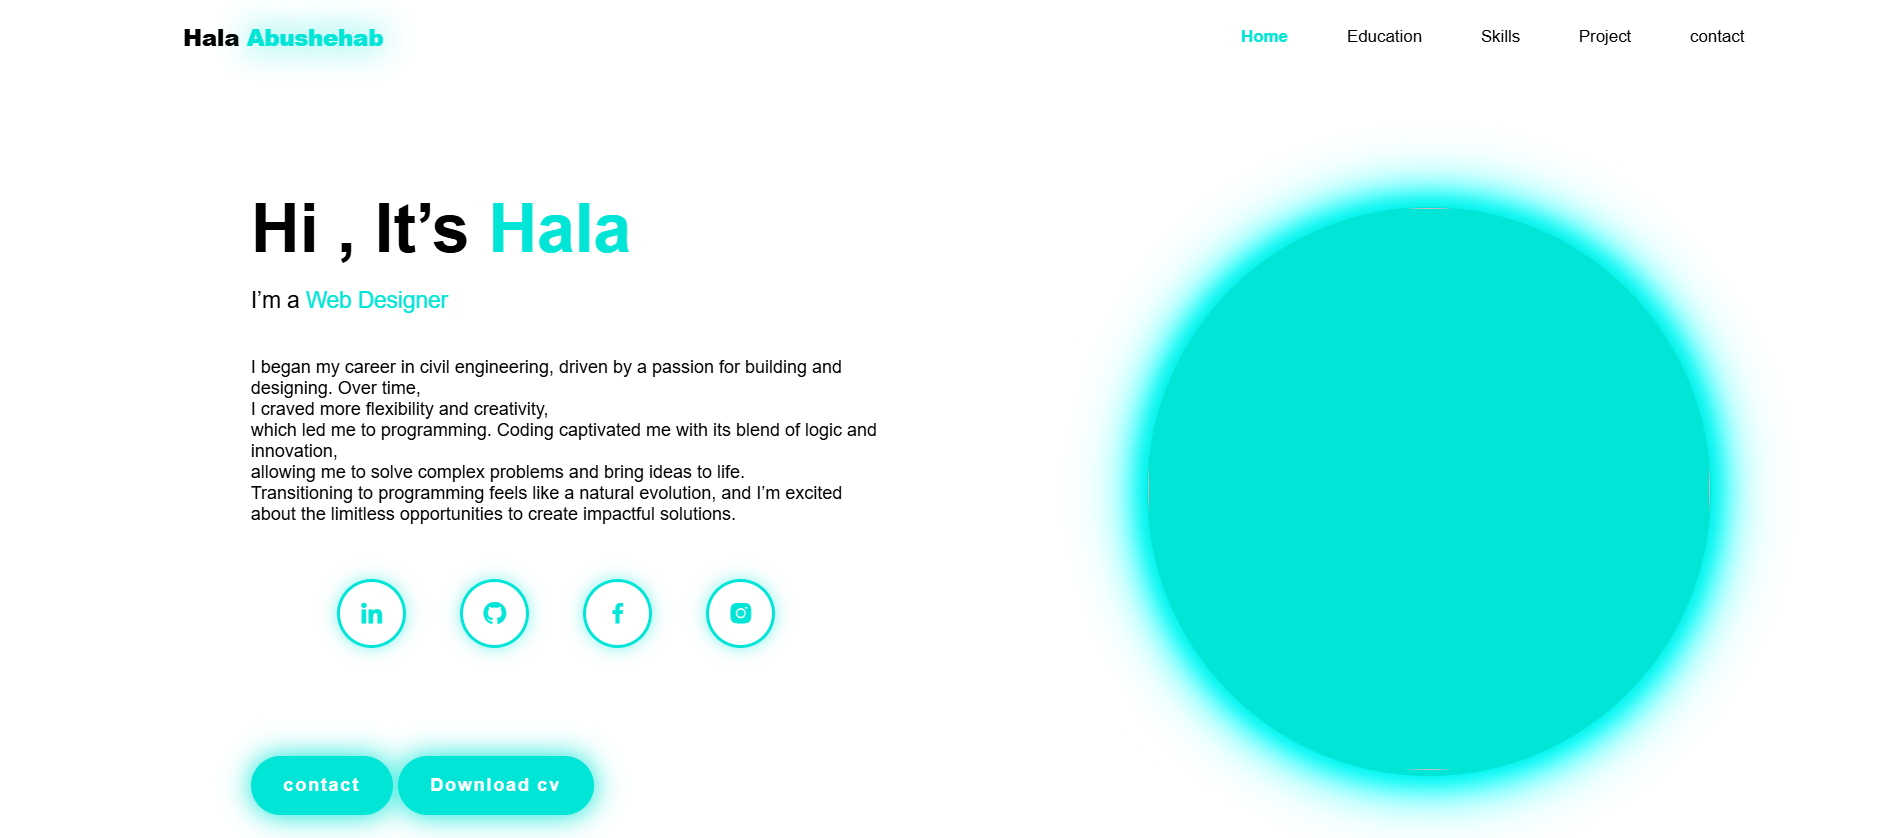 Hala Abushehab
Home Education Skills Project contact
Hi , It’s Hala
I’m a Web Designer
I began my career in civil engineering, driven by a passion for building and
designing. Over time,
I craved more flexibility and creativity,
which led me to programming. Coding captivated me with its blend of logic and
innovation,
allowing me to solve complex problems and bring ideas to life.
Transitioning to programming feels like a natural evolution, and I’m excited
about the limitless opportunities to create impactful solutions.
contact Download cv